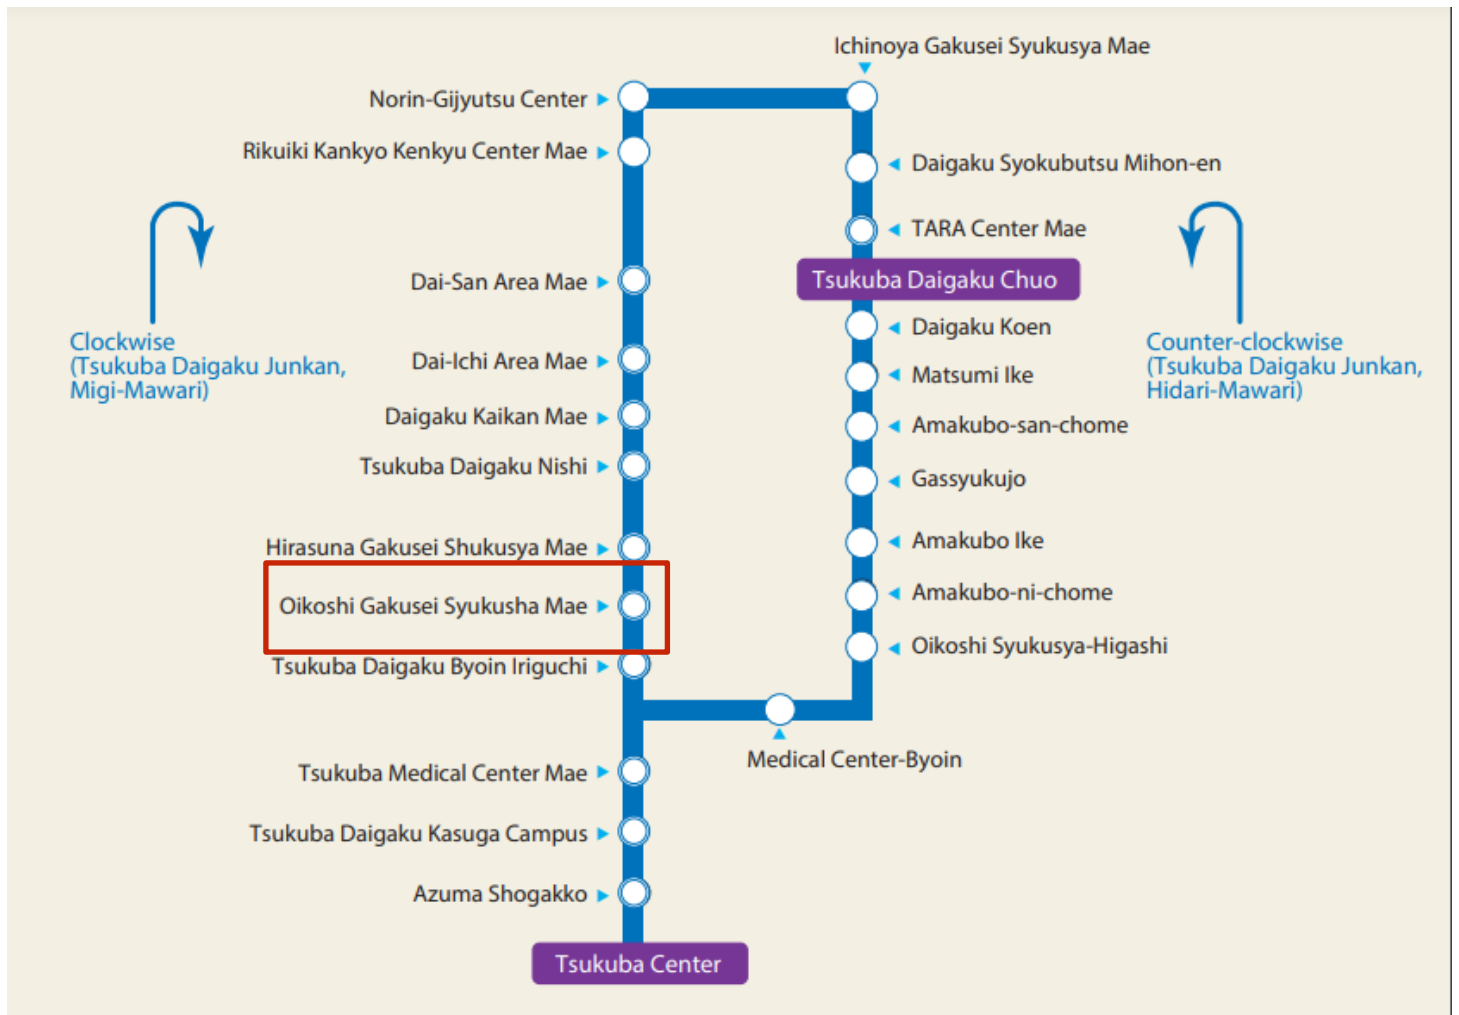 Ichinoya Gakusei Syukusya Mae
Norin-Gijyutsu Center
Rikuiki Kankyo Kenkyu Center Mae
Daigaku Syokubutsu Mihon-en
TARA Center Mae
Dai-San Area Mae
Tsukuba Daigaku Chuo
Daigaku Koen
Clockwise
(Tsukuba Daigaku Junkan,
Migi-Mawari)
Counter-clockwise
(Tsukuba Daigaku Junkan,
Hidari-Mawari)
Dai-Ichi Area Mae
Matsumi Ike
Daigaku Kaikan Mae
Amakubo-san-chome
Tsukuba Daigaku Nishi
Gassyukujo
Hirasuna Gakusei Shukusya Mae
Amakubo Ike
Oikoshi Gakusei Syukusha Mae
Amakubo-ni-chome
Oikoshi Syukusya-Higashi
Tsukuba Daigaku Byoin Iriguchi
Medical Center-Byoin
Tsukuba Medical Center Mae
Tsukuba Daigaku Kasuga Campus
Azuma Shogakko
Tsukuba Center